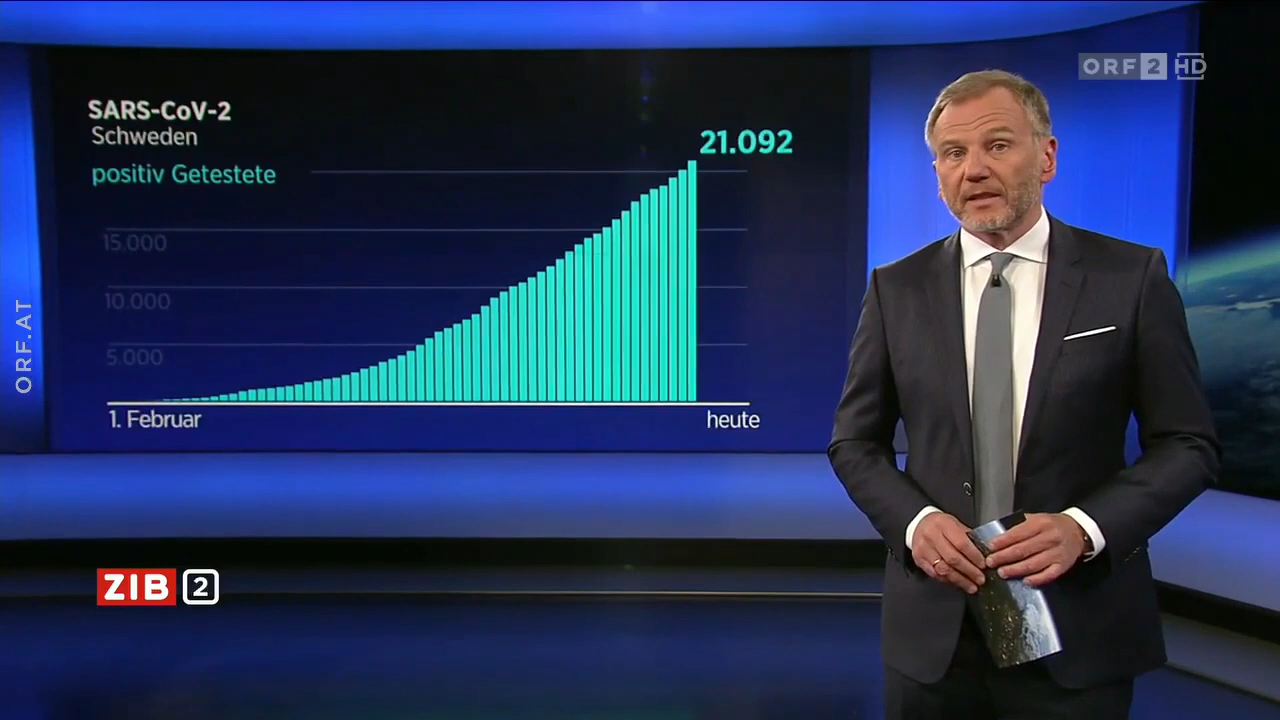 ORF 2 HD
SARS-CoV-2
Schweden
positiv Getestete
21.092
15.000
10.000
5.000
1. Februar
heute
ORF.AT
ZIB 2